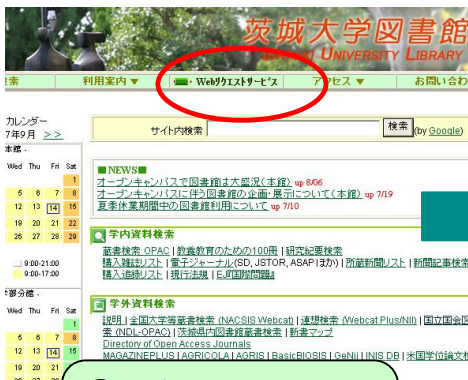 茨城大学図書館
UNIVERSITY LIBRARY
利用案内 ▼ ・Webリクエストサービス アクセス ▼ お問い合わ
カレンダー
7年9月 >>
サイト内検索 検索 (by Google)
本館 -
Wed Thu Fri Sat
1
5 6 7 8
12 13 14 15
19 20 21 22
26 27 28 29
9:00-21:00
9:00-17:00
■NEWS■
オープンキャンパスで図書館は大盛況(本館) up 8/06
オープンキャンパスに伴う図書館の企画・展示について(本館) up 7/19
夏季休業期間中の図書館利用について up 7/10
学内資料検索
蔵書検索 OPAC | 教養教育のための100冊 | 研究紀要検索
購入雑誌リスト | 電子ジャーナル(SD, JSTOR, ASAP ほか) | 所蔵新聞リスト | 新聞記事検索
購入追録リスト | 現行法規 | EJ『国際問題』
学部分館 -
Wed Thu Fri Sat
1
5 6 7 8
12 13 14 15
19 20 21
学外資料検索
説明 | 全国大学等蔵書検索 (NACSIS Webcat) | 連想検索 (Webcat Plus/NII) | 国立国会図
索 (NDL-OPAC) | 茨城県内図書館蔵書検索 | 新書マップ
Directory of Open Access Journals
MAGAZINEPLUS | AGRICOLA | AGRIS | BasicBIOSIS | GeNii | INIS DB | 米国学位論文検